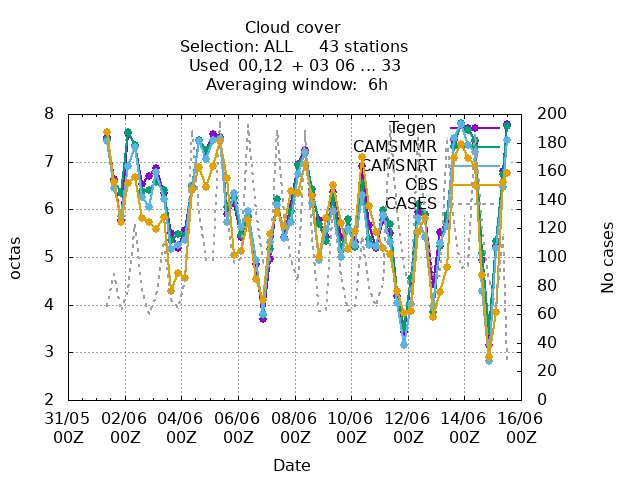 Cloud cover
Selection: ALL 43 stations
Used 00,12 + 03 06 ... 33
Averaging window: 6h
8 200
Tegen 180
CAMSMMR
7 160
CAMSNRT
OBS
140
CASES
6 120
octas
No cases
5 100
80
4 60
3 40
20
2 0
31/05 02/06 04/06 06/06 08/06 10/06 12/06 14/06 16/06
00Z 00Z 00Z 00Z 00Z 00Z 00Z 00Z 00Z
Date